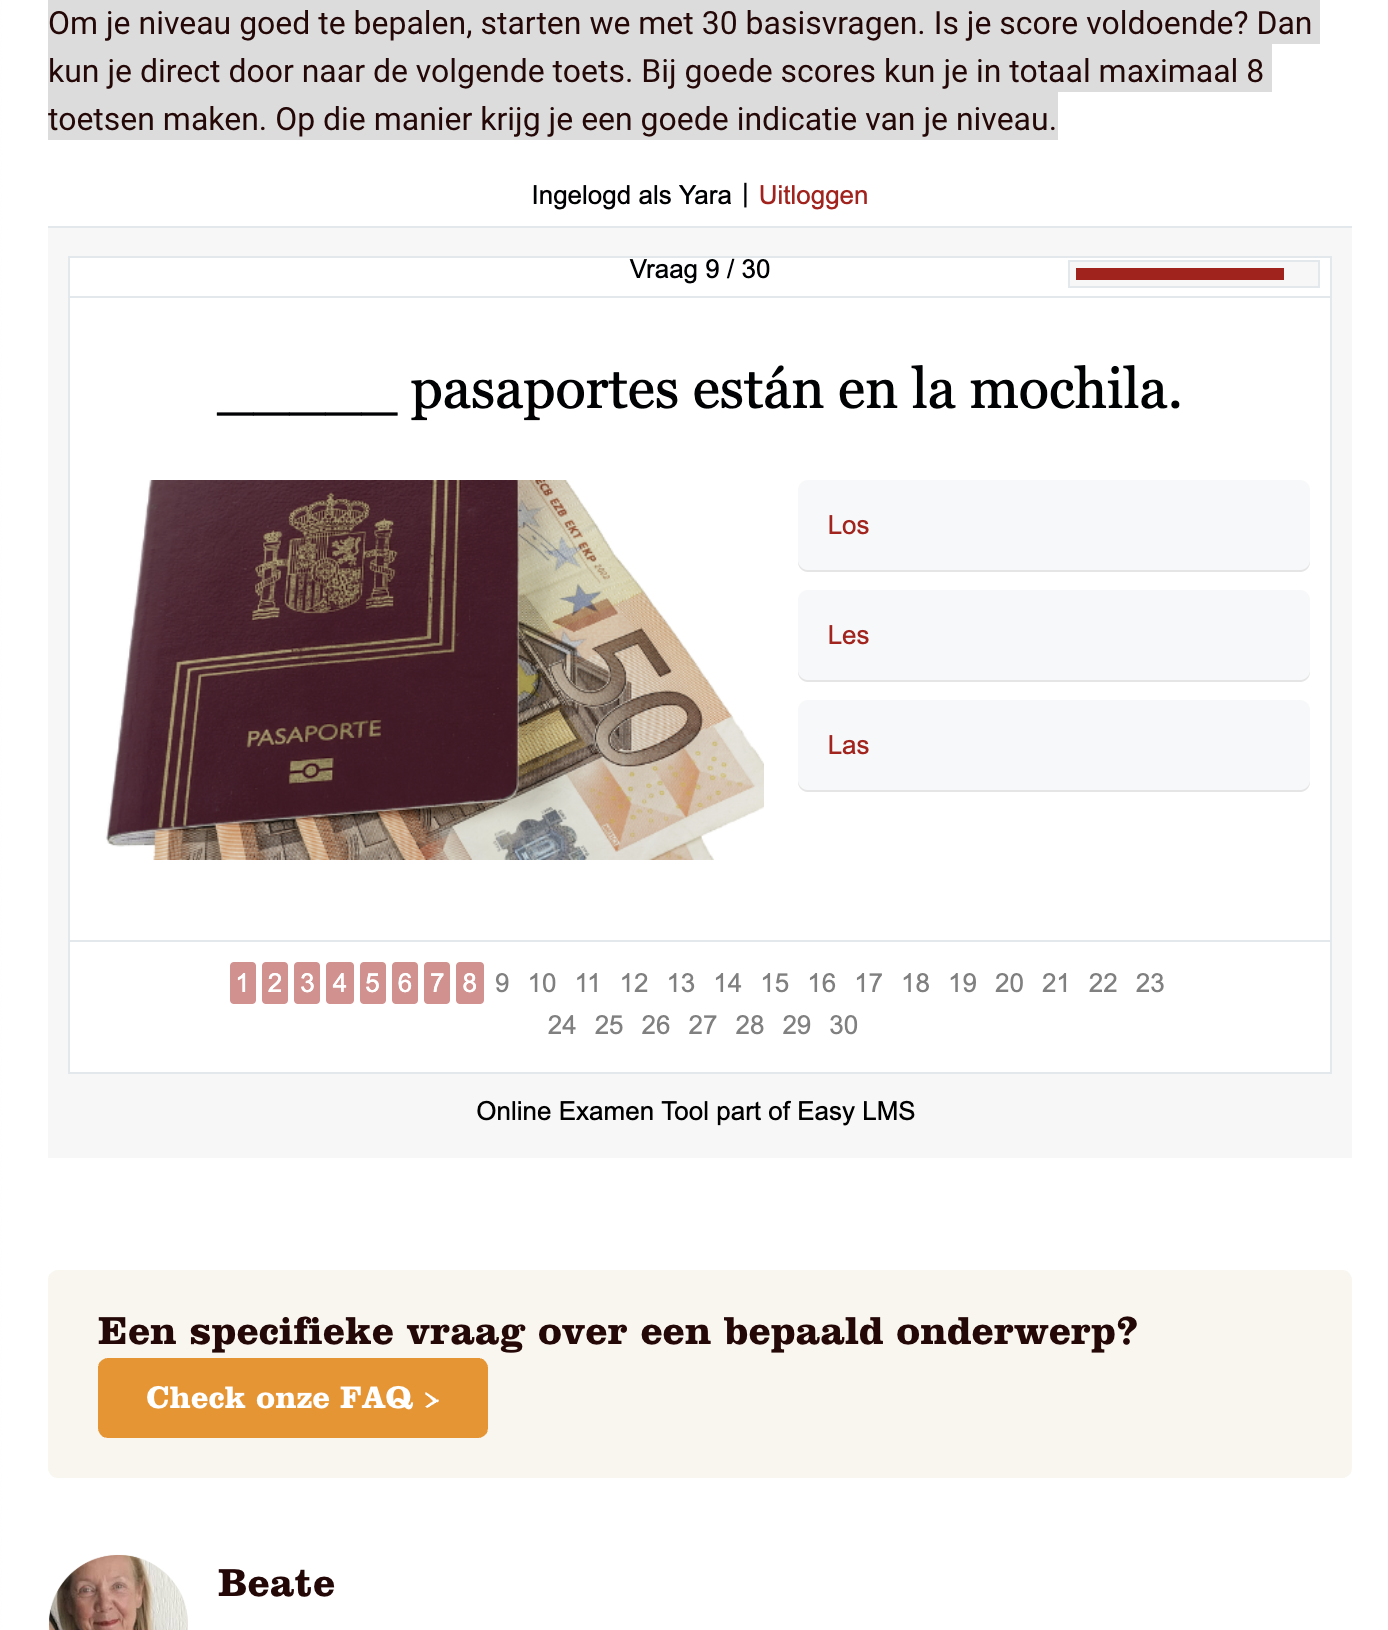 Om je niveau goed te bepalen, starten we met 30 basisvragen. Is je score voldoende? Dan
kun je direct door naar de volgende toets. Bij goede scores kun je in totaal maximaal 8
toetsen maken. Op die manier krijg je een goede indicatie van je niveau.
Ingelogd als Yara | Uitloggen
Vraag 9 / 30
______ pasaportes están en la mochila.
PASAPORTE
ECB EZB EKT EKP 2002
50
Los
Les
Las
1 2 3 4 5 6 7 8 9 10 11 12 13 14 15 16 17 18 19 20 21 22 23
24 25 26 27 28 29 30
Online Examen Tool part of Easy LMS
Een specifieke vraag over een bepaald onderwerp?
Check onze FAQ >
Beate